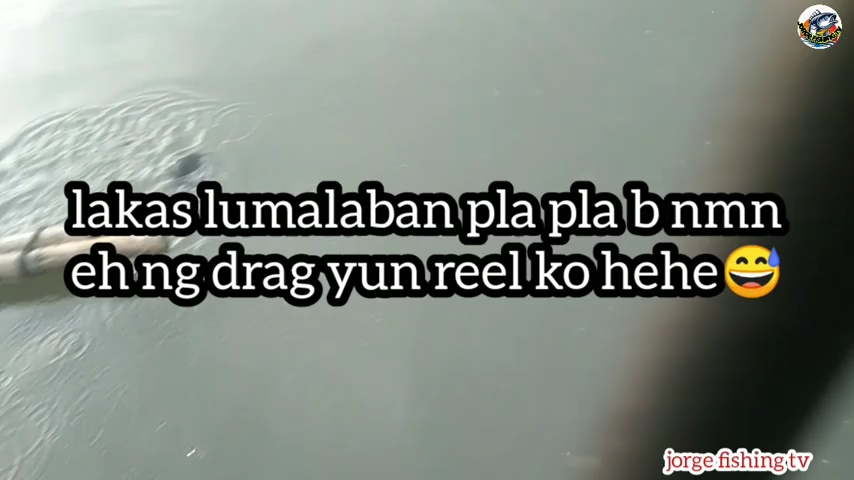 lakas lumalaban pla pla b nmn
eh ng drag yun reel ko hehe😅
jorge fishing tv